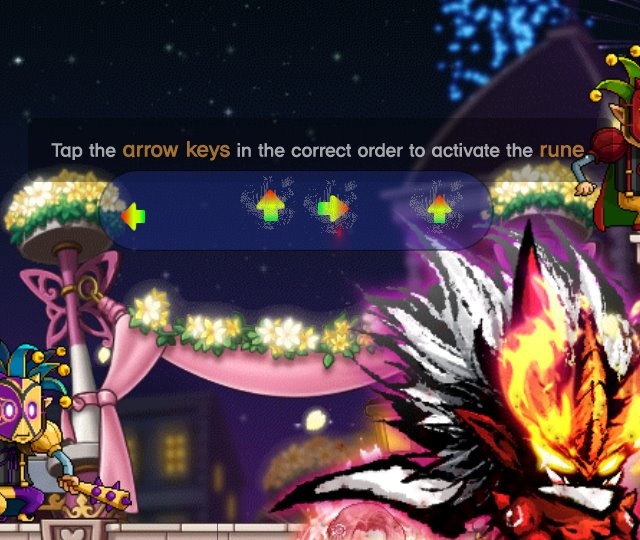 Tap the arrow keys in the correct order to activate the rune